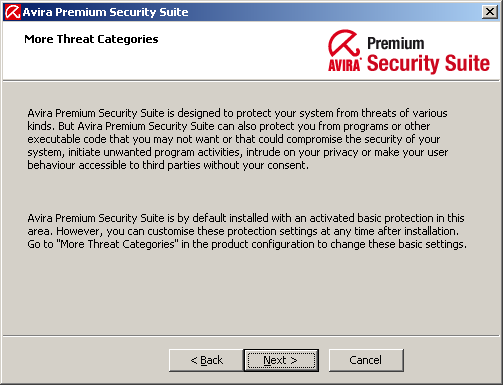 Avira Premium Security Suite
More Threat Categories
AVIRA Premium
Security Suite
Avira Premium Security Suite is designed to protect your system from threats of various
kinds. But Avira Premium Security Suite can also protect you from programs or other
executable code that you may not want or that could compromise the security of your
system, initiate unwanted program activities, intrude on your privacy or make your user
behaviour accessible to third parties without your consent.
Avira Premium Security Suite is by default installed with an activated basic protection in this
area. However, you can customise these protection settings at any time after installation.
Go to "More Threat Categories" in the product configuration to change these basic settings.
< Back Next > Cancel